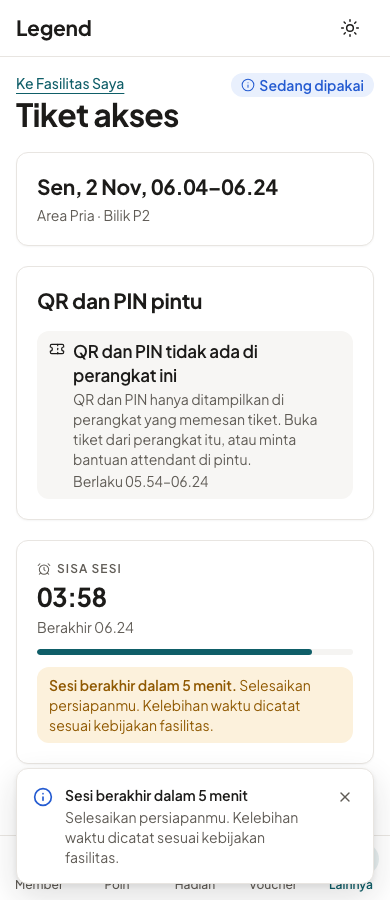 Legend
Ke Fasilitas Saya
Sedang dipakai
Tiket akses
Sen, 2 Nov, 06.04–06.24
Area Pria · Bilik P2
QR dan PIN pintu
QR dan PIN tidak ada di
perangkat ini
QR dan PIN hanya ditampilkan di
perangkat yang memesan tiket. Buka
tiket dari perangkat itu, atau minta
bantuan attendant di pintu.
Berlaku 05.54–06.24
SISA SESI
03:58
Berakhir 06.24
Sesi berakhir dalam 5 menit. Selesaikan
persiapanmu. Kelebihan waktu dicatat
sesuai kebijakan fasilitas.
Sesi berakhir dalam 5 menit
Selesaikan persiapanmu. Kelebihan
waktu dicatat sesuai kebijakan
fasilitas.
Member Poin Hadiah Voucher Lainnya